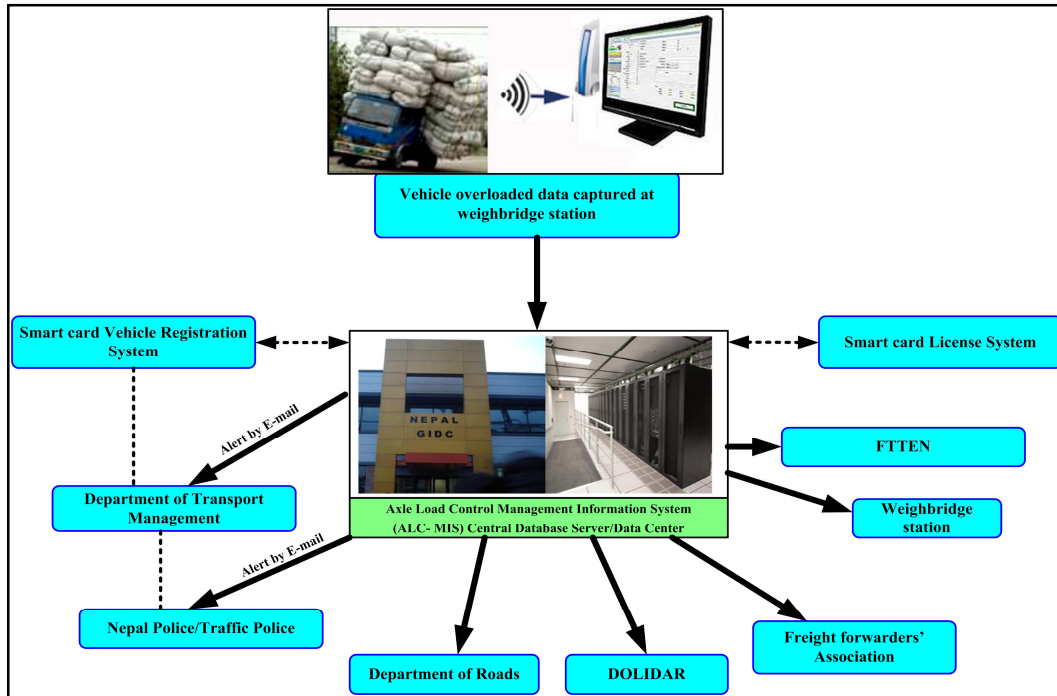 Vehicle overloaded data captured at
weighbridge station
Smart card Vehicle Registration
System
Smart card License System
NEPAL
GIDC
Alert by E-mail
FTTEN
Department of Transport
Management
Axle Load Control Management Information System
(ALC- MIS) Central Database Server/Data Center
Weighbridge
station
Alert by E-mail
Nepal Police/Traffic Police
Freight forwarders’
Association
Department of Roads
DOLIDAR